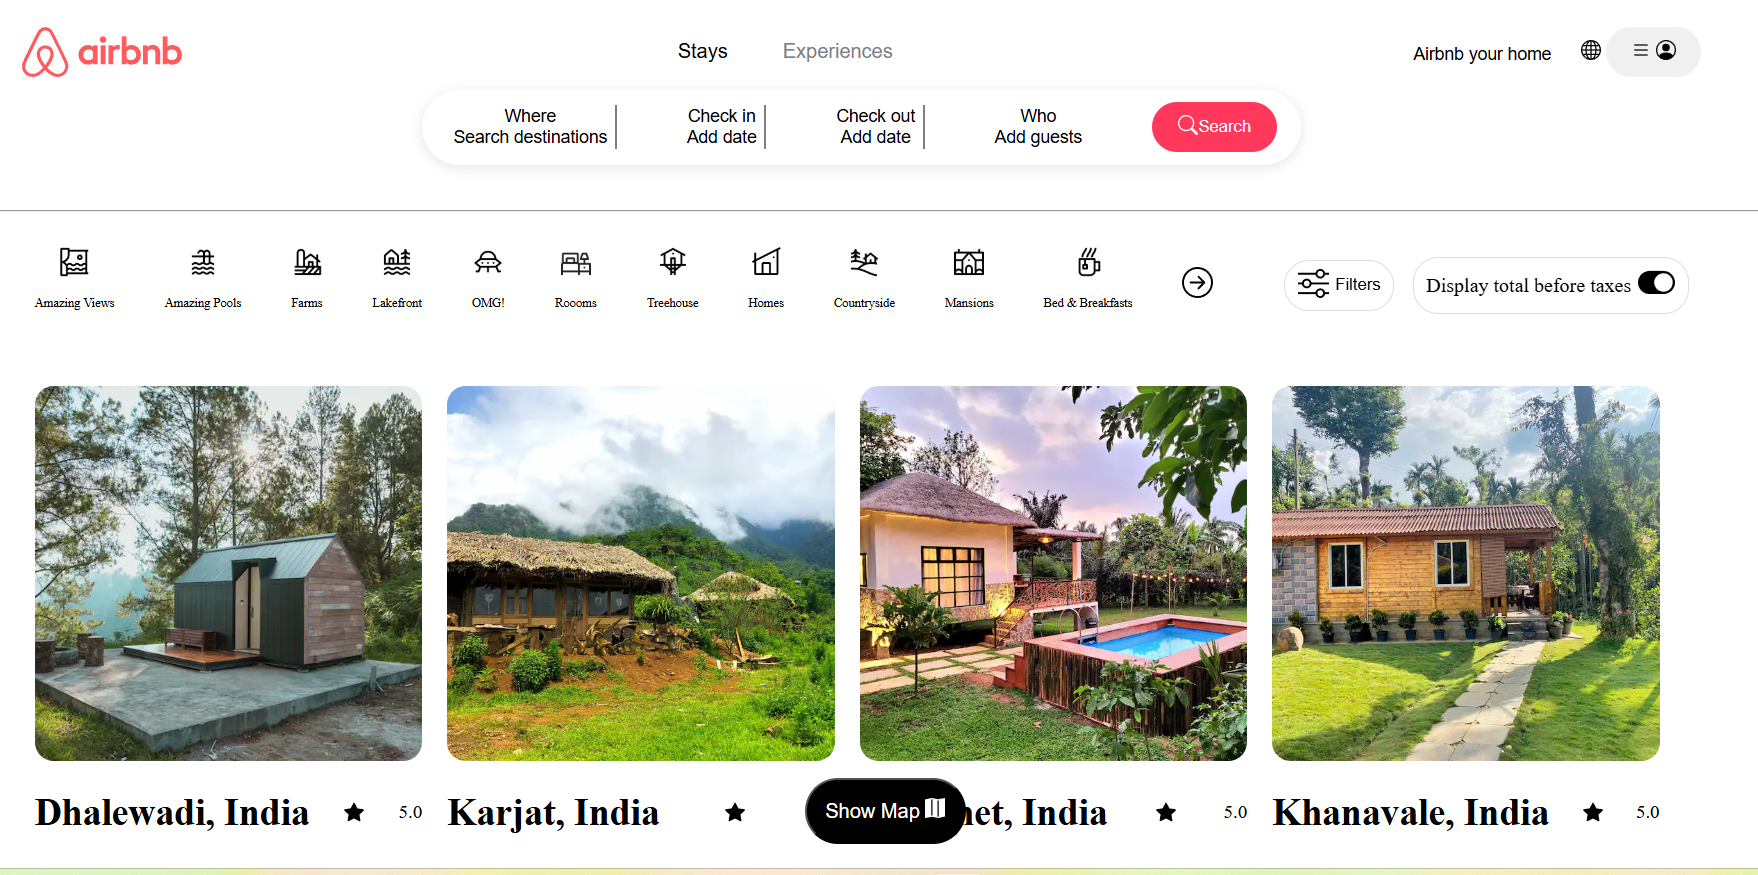 airbnb
Stays
Experiences
Airbnb your home
Where
Search destinations
Check in
Add date
Check out
Add date
Who
Add guests
Search
Amazing Views
Amazing Pools
Farms
Lakefront
OMG!
Roooms
Treehouse
Homes
Countryside
Mansions
Bed & Breakfasts
Filters
Display total before taxes
Dhalewadi, India
5.0
Karjat, India
Show Map
India
5.0
Khanavale, India
5.0